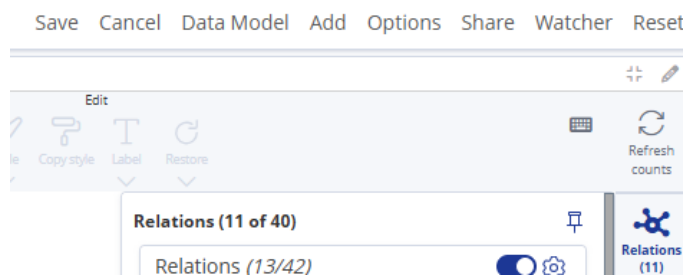 Save Cancel Data Model Add Options Share Watcher Reset
Edit
Copy style Label Restore
Refresh
counts
Relations (11 of 40)
Relations
(11)
Relations (13/42)